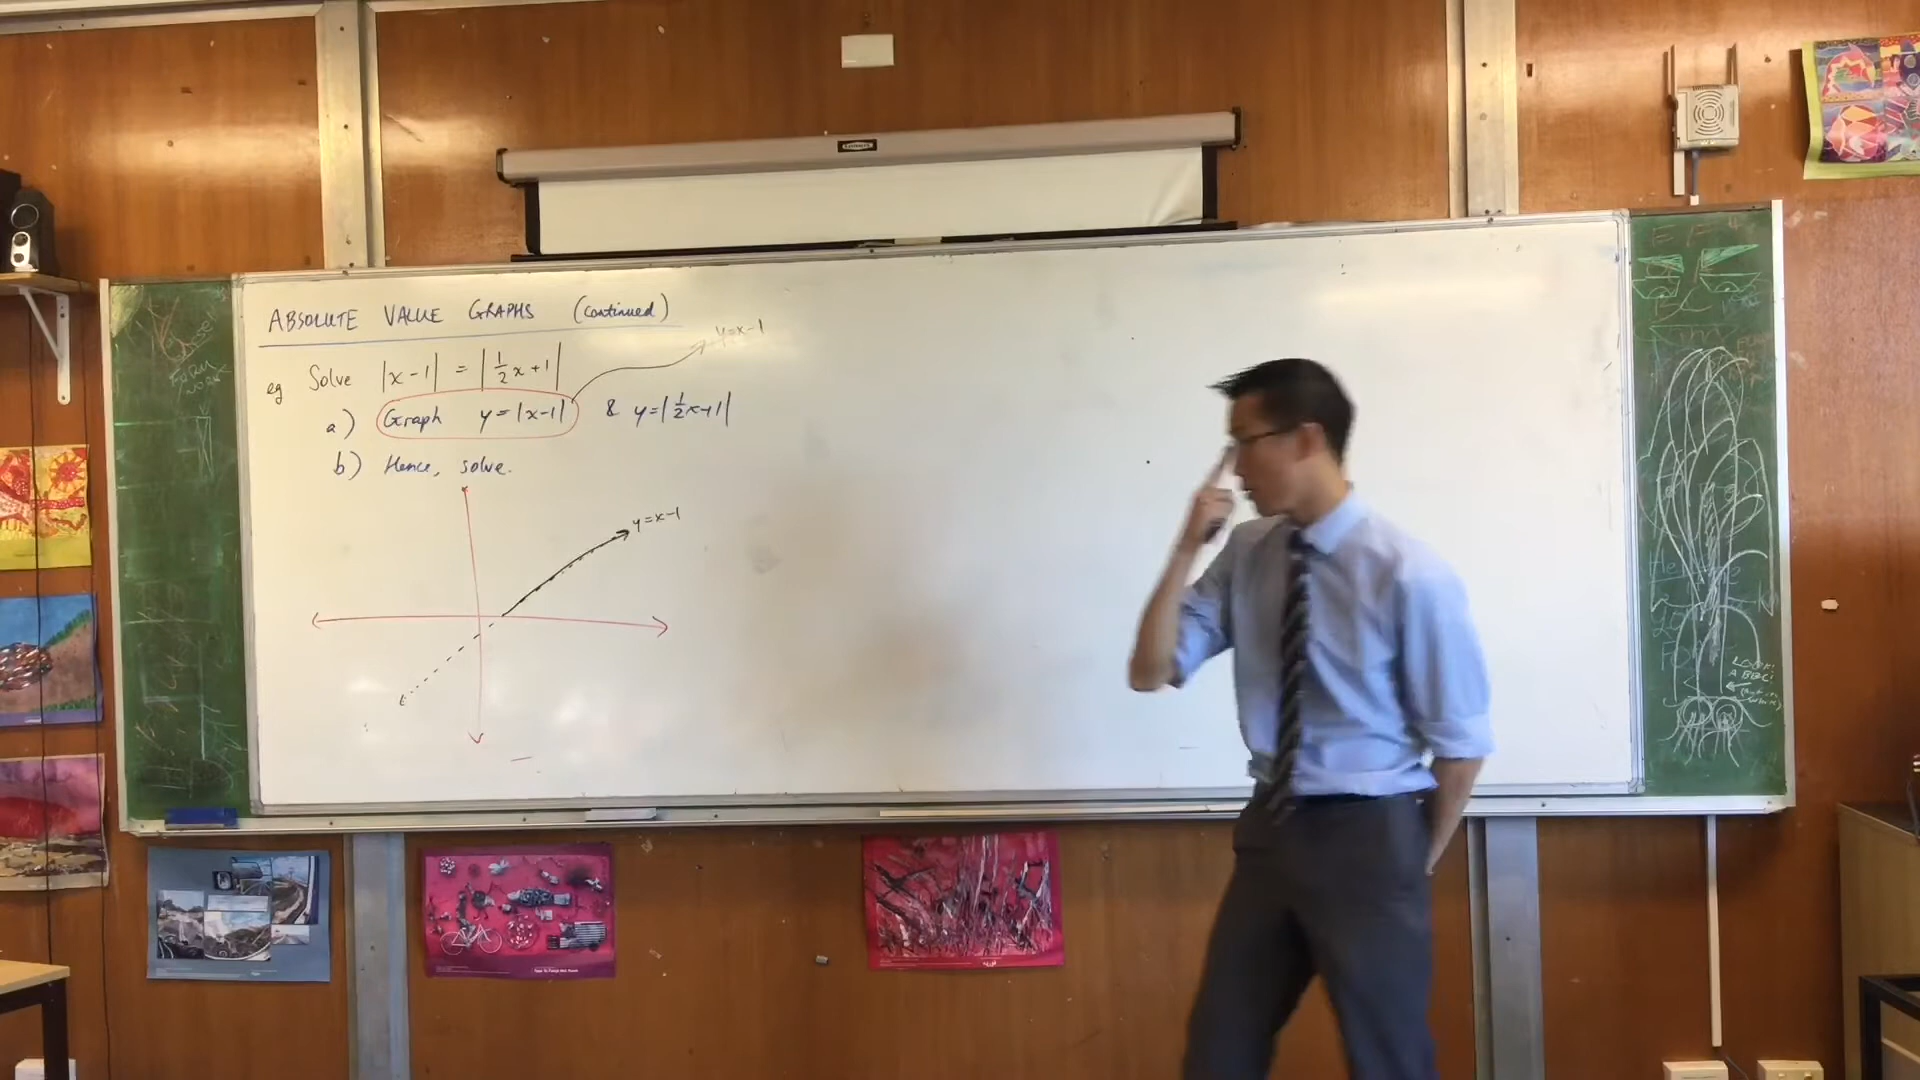 ABSOLUTE VALUE GRAPHS (continued)
y=x-1
eg Solve |x-1| = |½x+1|
a) Graph y=|x-1| & y=|½x+1|
b) Hence, solve.
y=x-1
LOOK!